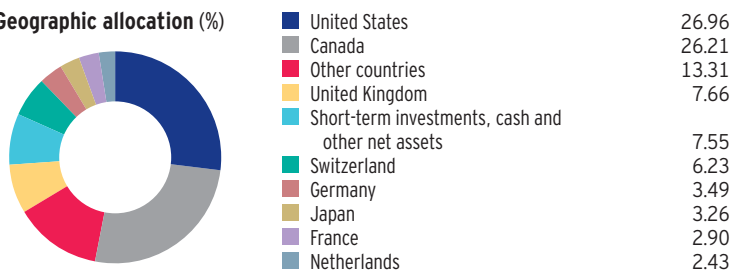 Geographic allocation (%)
United States 26.96
Canada 26.21
Other countries 13.31
United Kingdom 7.66
Short-term investments, cash and
other net assets 7.55
Switzerland 6.23
Germany 3.49
Japan 3.26
France 2.90
Netherlands 2.43